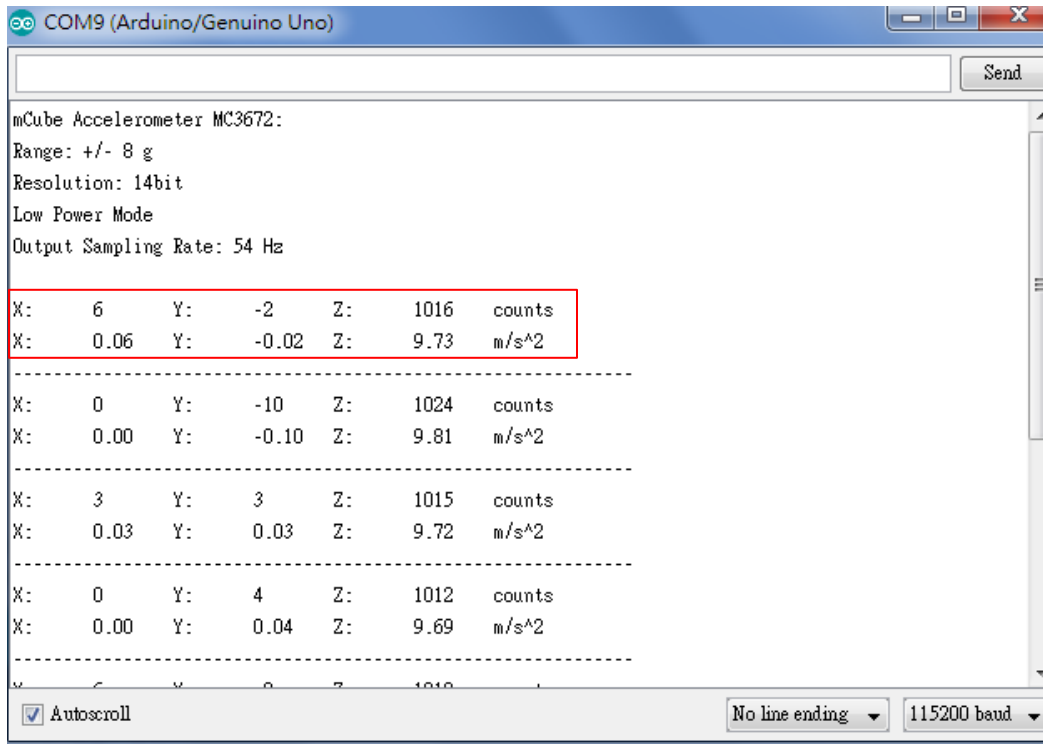 COM9 (Arduino/Genuino Uno)
Send
mCube Accelerometer MC3672:
Range: +/- 8 g
Resolution: 14bit
Low Power Mode
Output Sampling Rate: 54 Hz
X: 6 Y: -2 Z: 1016 counts
X: 0.06 Y: -0.02 Z: 9.73 m/s^2
---------------------------------------------------------------
X: 0 Y: -10 Z: 1024 counts
X: 0.00 Y: -0.10 Z: 9.81 m/s^2
---------------------------------------------------------------
X: 3 Y: 3 Z: 1015 counts
X: 0.03 Y: 0.03 Z: 9.72 m/s^2
---------------------------------------------------------------
X: 0 Y: 4 Z: 1012 counts
X: 0.00 Y: 0.04 Z: 9.69 m/s^2
---------------------------------------------------------------
Autoscroll No line ending 115200 baud